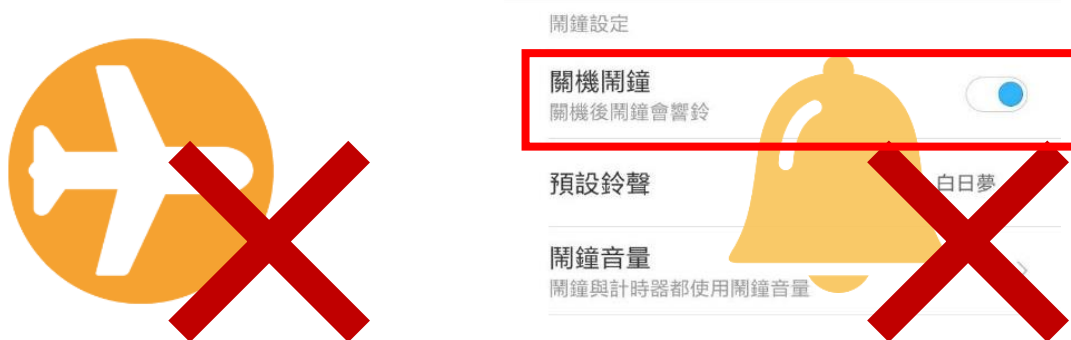 鬧鐘設定
關機鬧鐘
關機後鬧鐘會響鈴
預設鈴聲
白日夢
鬧鐘音量
鬧鐘與計時器都使用鬧鐘音量